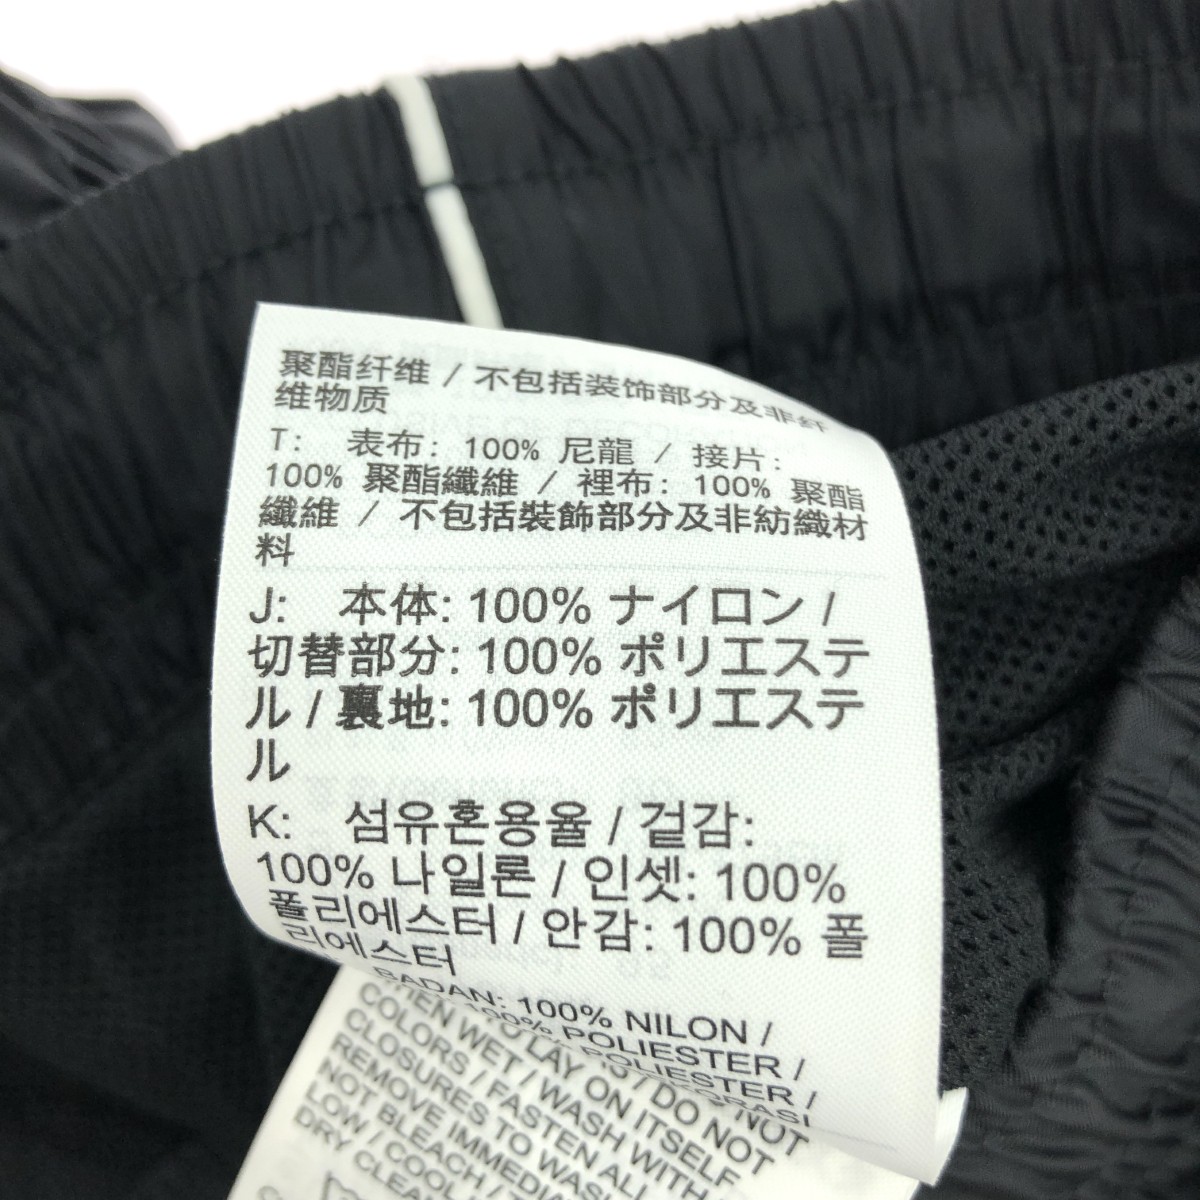 聚酯纤维 / 不包括装饰部分及非纤
维物质
T: 表布: 100% 尼龍 / 接片:
100% 聚酯纖維 / 裡布: 100% 聚酯
纖維 / 不包括裝飾部分及非紡織材
料
J: 本体: 100% ナイロン /
切替部分: 100% ポリエステ
ル / 裏地: 100% ポリエステ
ル
K: 섬유혼용율 / 겉감:
100% 나일론 / 인셋: 100%
폴리에스터 / 안감: 100% 폴
리에스터
BADAN: 100% NILON /
100% POLIESTER /
POLIESTER /
WHEN WET / DO NOT
COLORS / WASH WITH
CLOSURES / FASTEN ALL
REMOVE IMMEDIA
NOT BLEACH /
LOW / COOL
DRY CLEAN